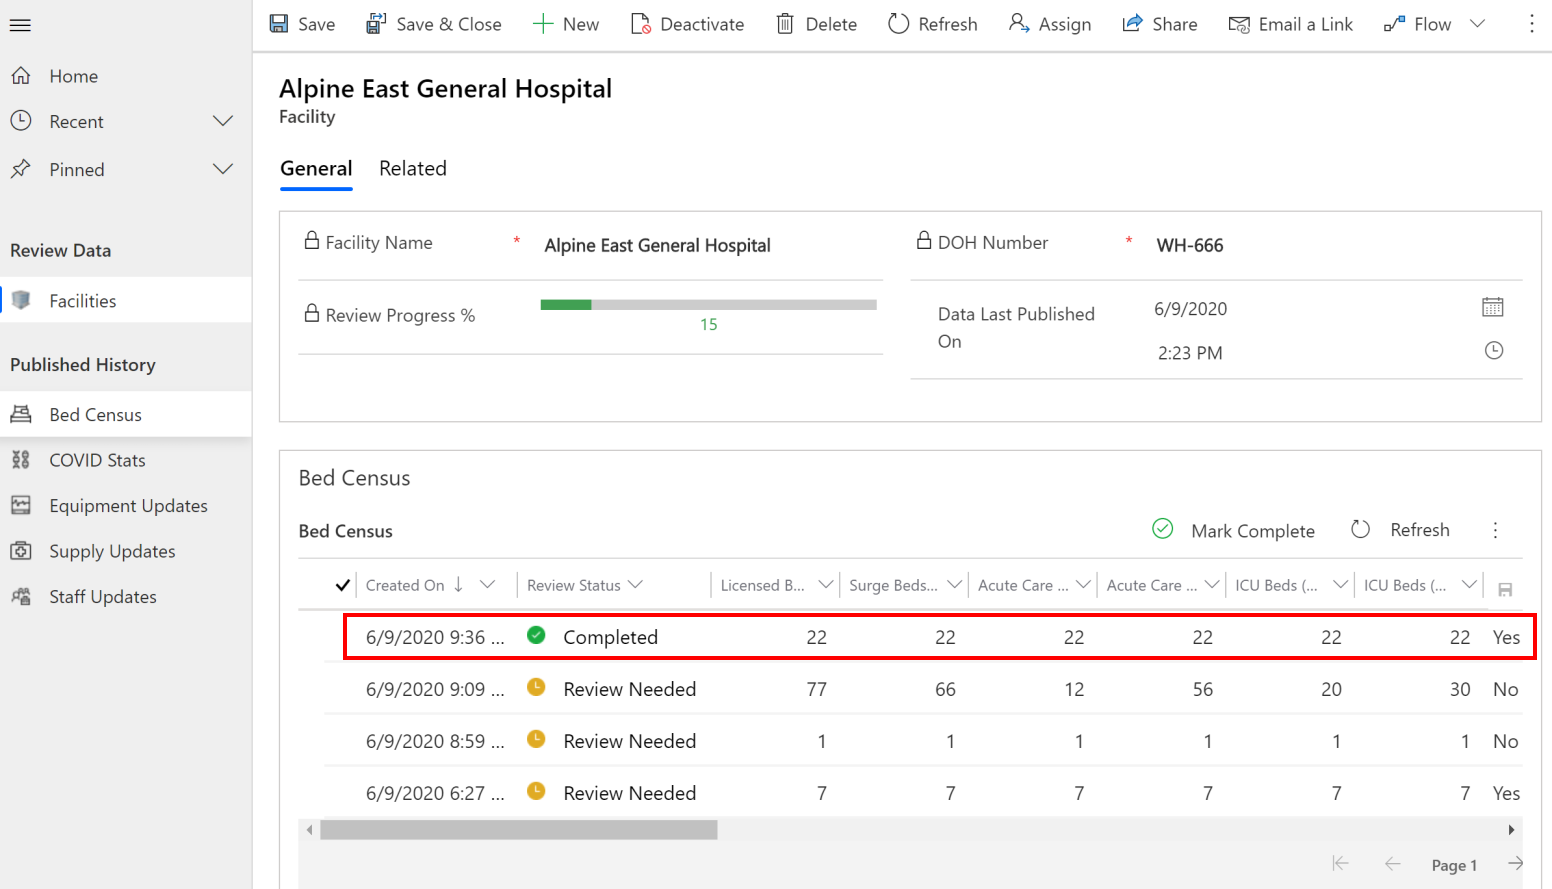 Save
Save & Close
New
Deactivate
Delete
Refresh
Assign
Share
Email a Link
Flow
Home
Recent
Pinned
Review Data
Facilities
Published History
Bed Census
COVID Stats
Equipment Updates
Supply Updates
Staff Updates
Alpine East General Hospital
Facility
General
Related
Facility Name
*
Alpine East General Hospital
DOH Number
*
WH-666
Review Progress %
15
Data Last Published
On
6/9/2020
2:23 PM
Bed Census
Bed Census
Mark Complete
Refresh
Created On
Review Status
Licensed B...
Surge Beds...
Acute Care ...
Acute Care ...
ICU Beds (...
ICU Beds (...
6/9/2020 9:36 ... Completed 22 22 22 22 22 22 Yes
6/9/2020 9:09 ... Review Needed 77 66 12 56 20 30 No
6/9/2020 8:59 ... Review Needed 1 1 1 1 1 1 No
6/9/2020 6:27 ... Review Needed 7 7 7 7 7 7 Yes
Page 1